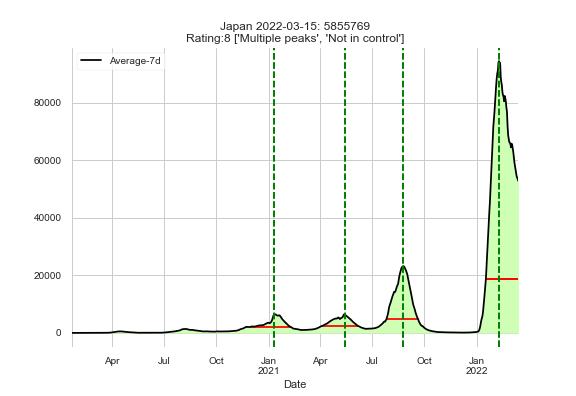 Japan 2022-03-15: 5855769
Rating:8 ['Multiple peaks', 'Not in control']
Average-7d
80000
60000
40000
20000
0
Apr Jul Oct Jan Apr Jul Oct Jan
2021 2022
Date